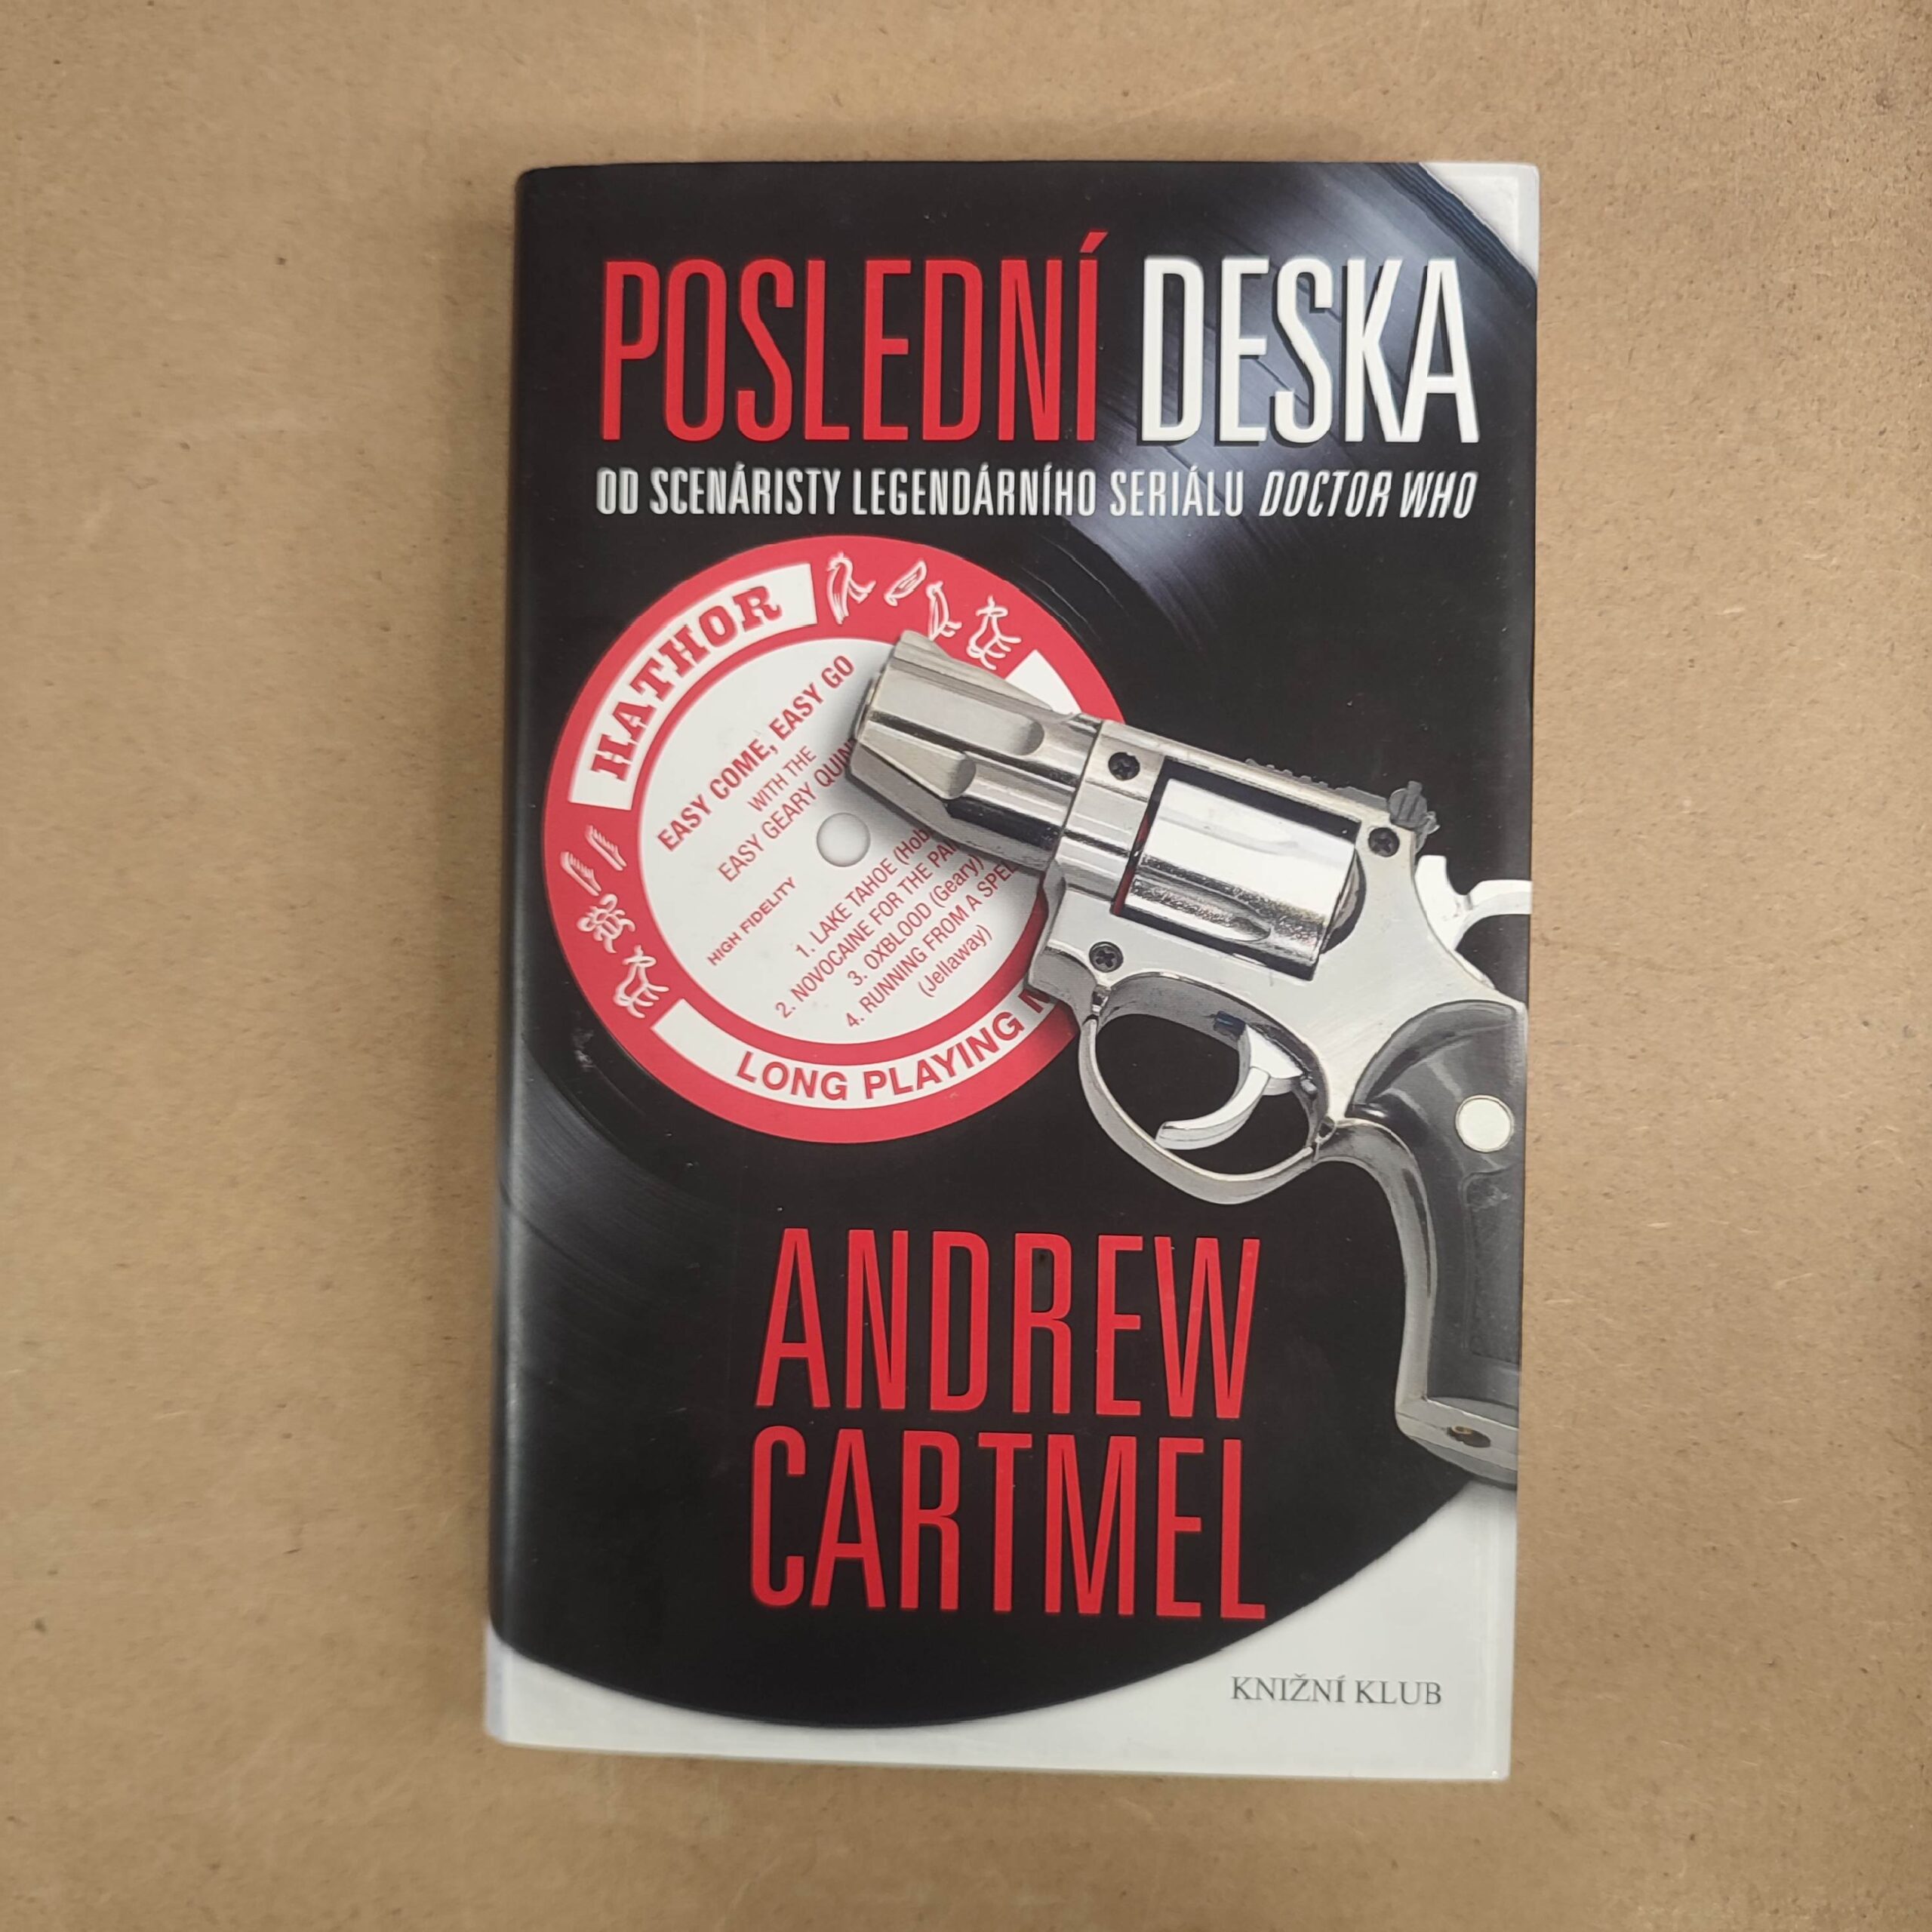 POSLEDNÍ DESKA
OD SCENÁRISTY LEGENDÁRNÍHO SERIÁLU DOCTOR WHO
HATHOR
EASY COME, EASY GO
WITH THE
EASY GEARY
HIGH FIDELITY
1. LAKE TAHOE
2. NOVOCAINE FOR THE
3. OXBLOOD (Geary)
4. RUNNING FROM A
(Jellaway)
LONG PLAYING
ANDREW
CARTMEL
KNIŽNÍ KLUB